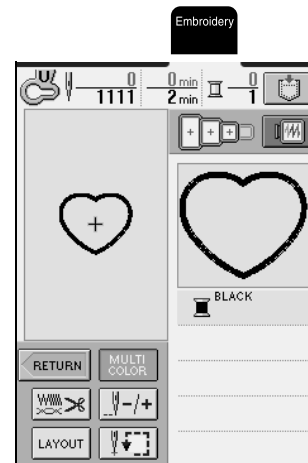 Embroidery
U 0 0 min 0
1111 2 min 1
BLACK
RETURN MULTI
COLOR
-/+
LAYOUT